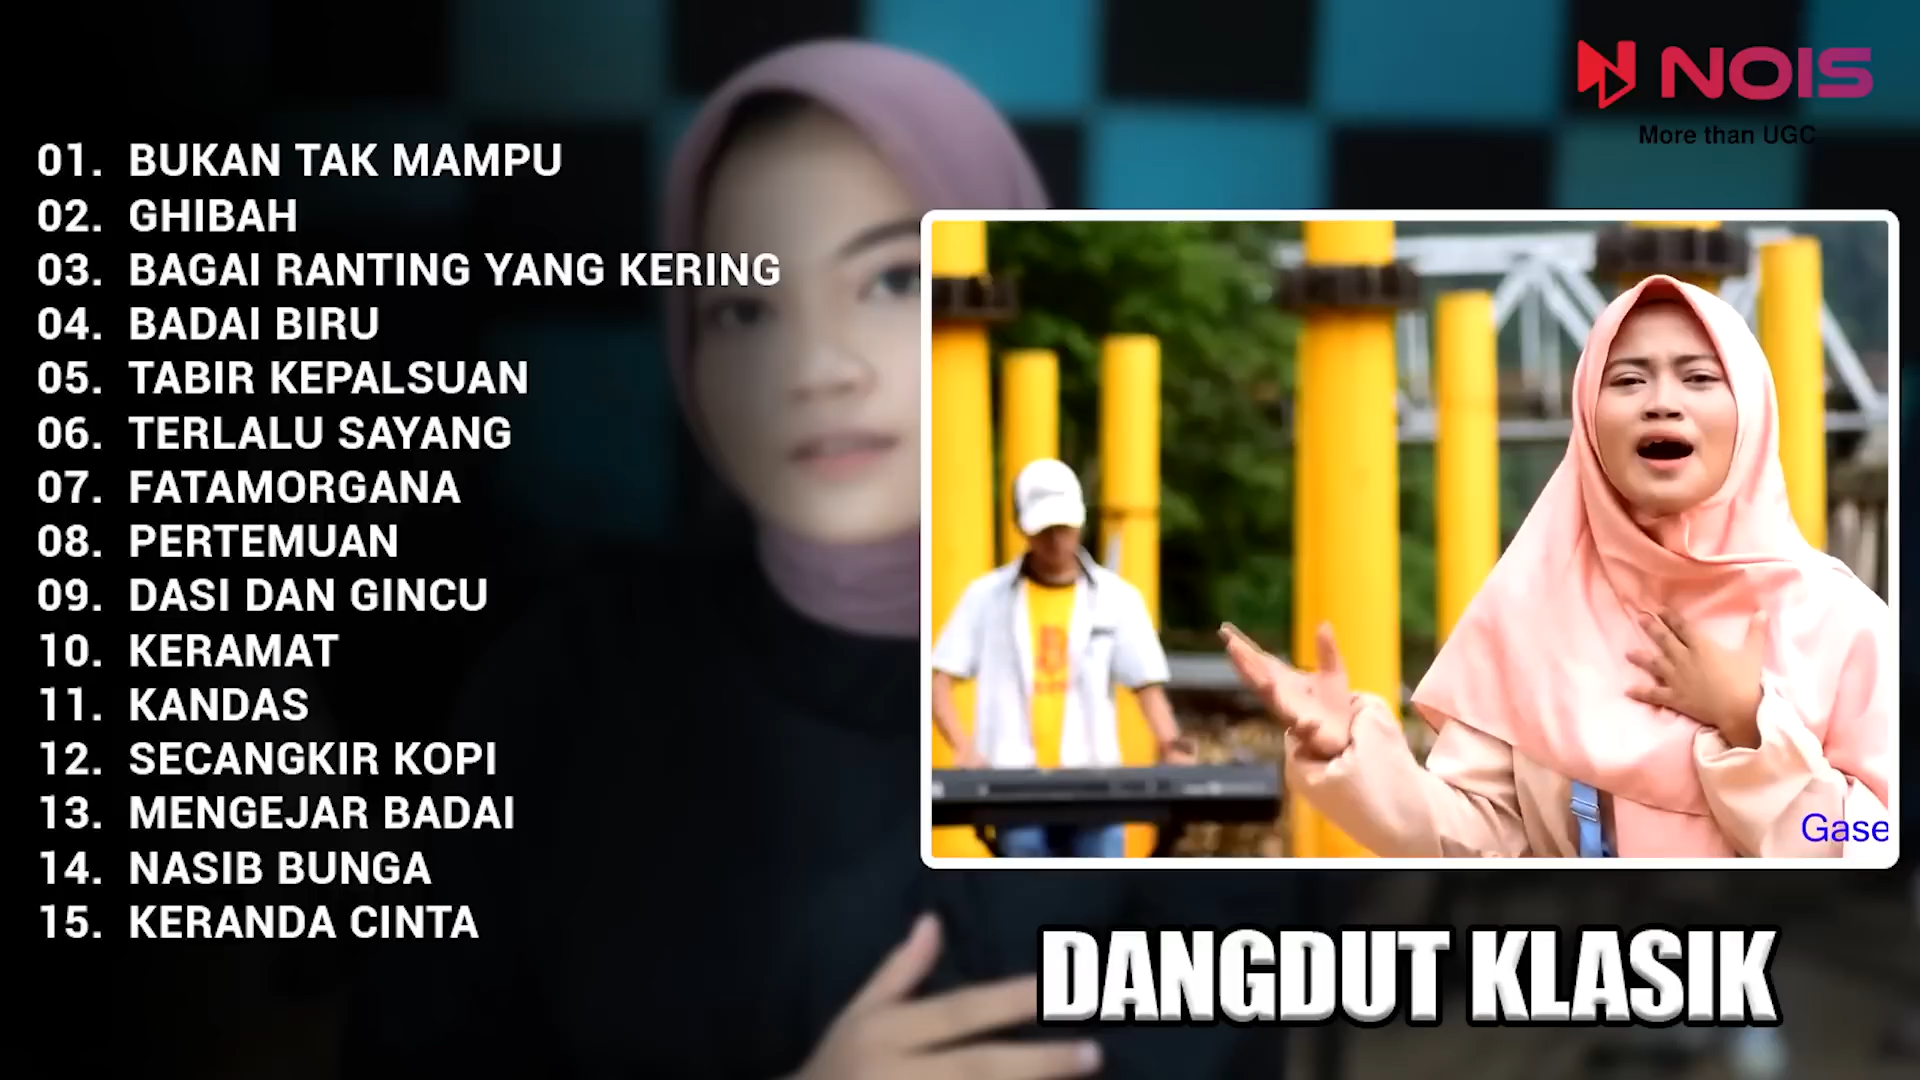 NOIS
More than UGC
01. BUKAN TAK MAMPU
02. GHIBAH
03. BAGAI RANTING YANG KERING
04. BADAI BIRU
05. TABIR KEPALSUAN
06. TERLALU SAYANG
07. FATAMORGANA
08. PERTEMUAN
09. DASI DAN GINCU
10. KERAMAT
11. KANDAS
12. SECANGKIR KOPI
13. MENGEJAR BADAI
14. NASIB BUNGA
15. KERANDA CINTA
Gase
DANGDUT KLASIK